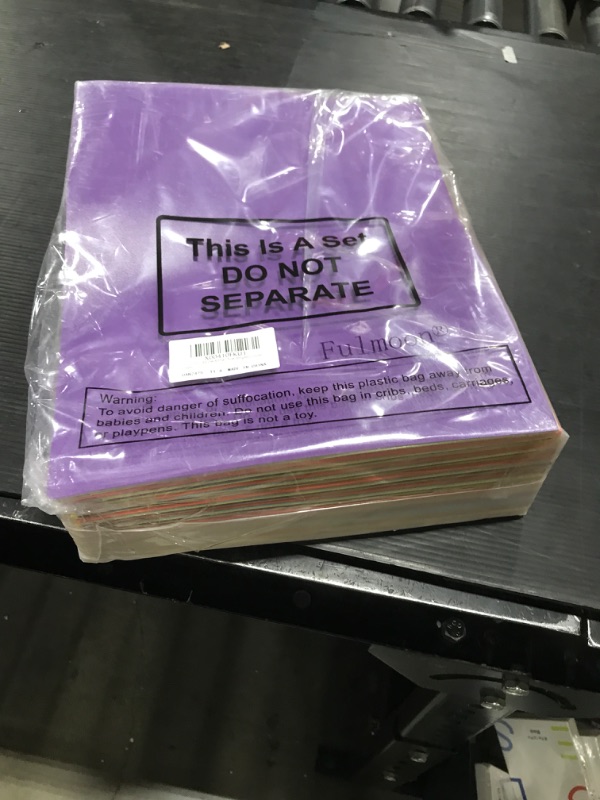 This Is A Set
DO NOT
SEPARATE
Fulmoon
Warning:
To avoid danger of suffocation, keep this plastic bag away from
babies and children. Do not use this bag in cribs, beds, carriages,
or playpens. This bag is not a toy.